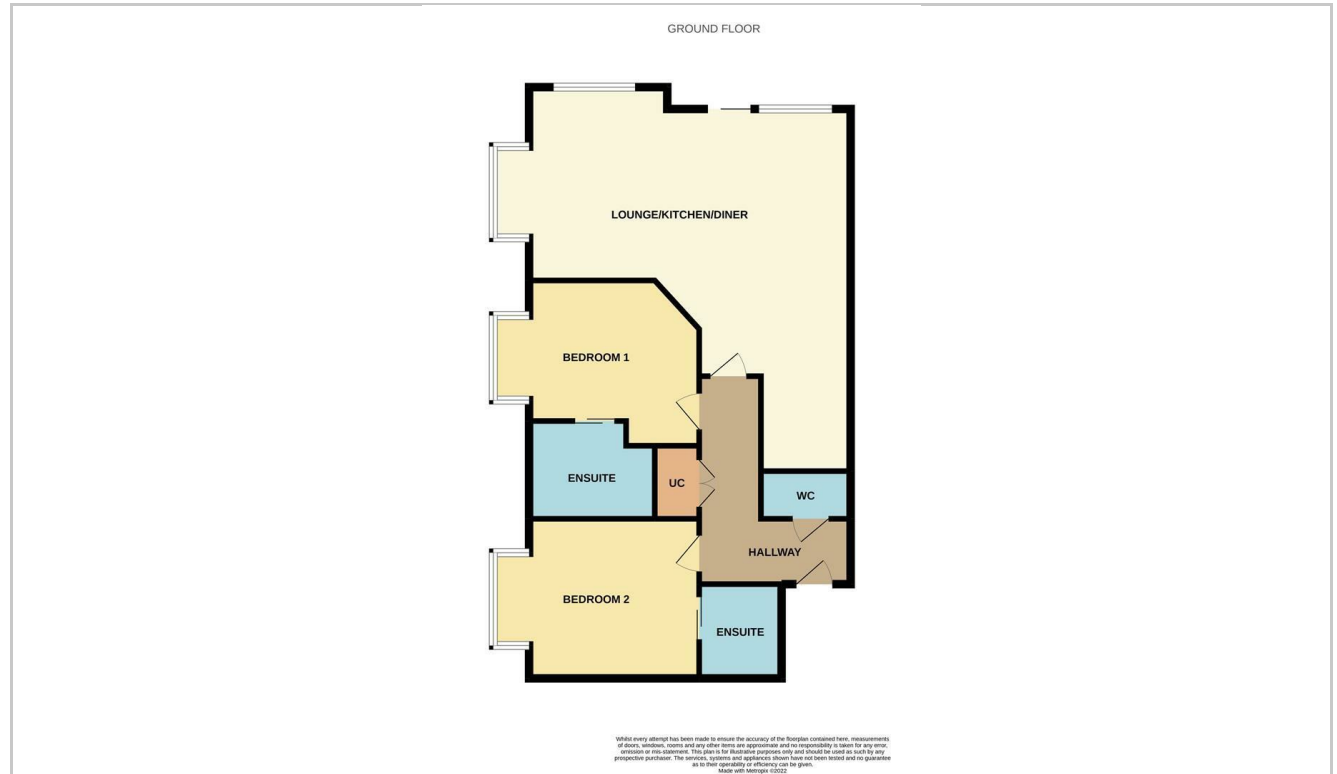 GROUND FLOOR
LOUNGE/KITCHEN/DINER
BEDROOM 1
ENSUITE
UC
WC
HALLWAY
BEDROOM 2
ENSUITE
Whilst every attempt has been made to ensure the accuracy of the floorplan contained here, measurements
of doors, windows, rooms and any other items are approximate and no responsibility is taken for any error,
omission or mis-statement. This plan is for illustrative purposes only and should be used as such by any
prospective purchaser. The services, systems and appliances shown have not been tested and no guarantee
as to their operability or efficiency can be given.
Made with Metropix ©2022